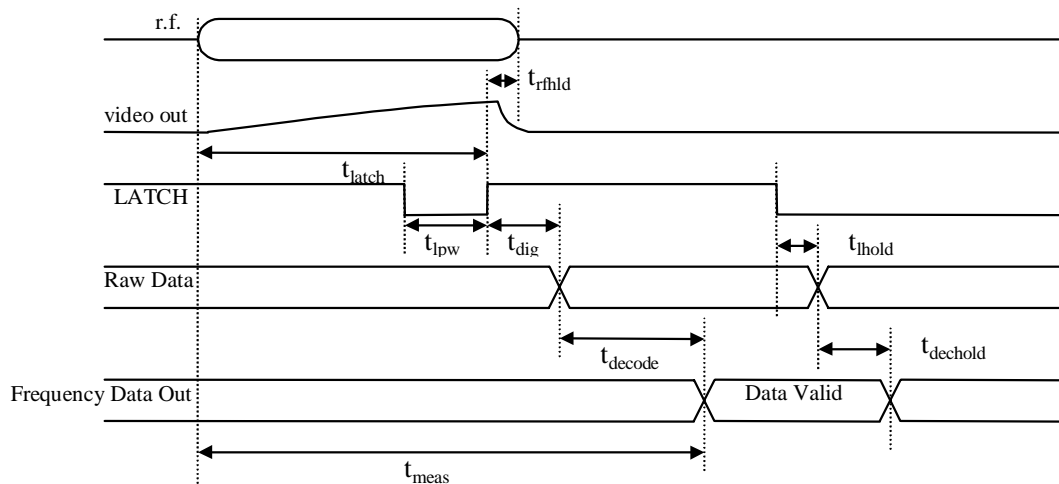 r.f.
t_rfhld
video out
t_latch
LATCH
t_lpw
t_dig
t_lhold
Raw Data
t_decode
t_dechold
Frequency Data Out
Data Valid
t_meas